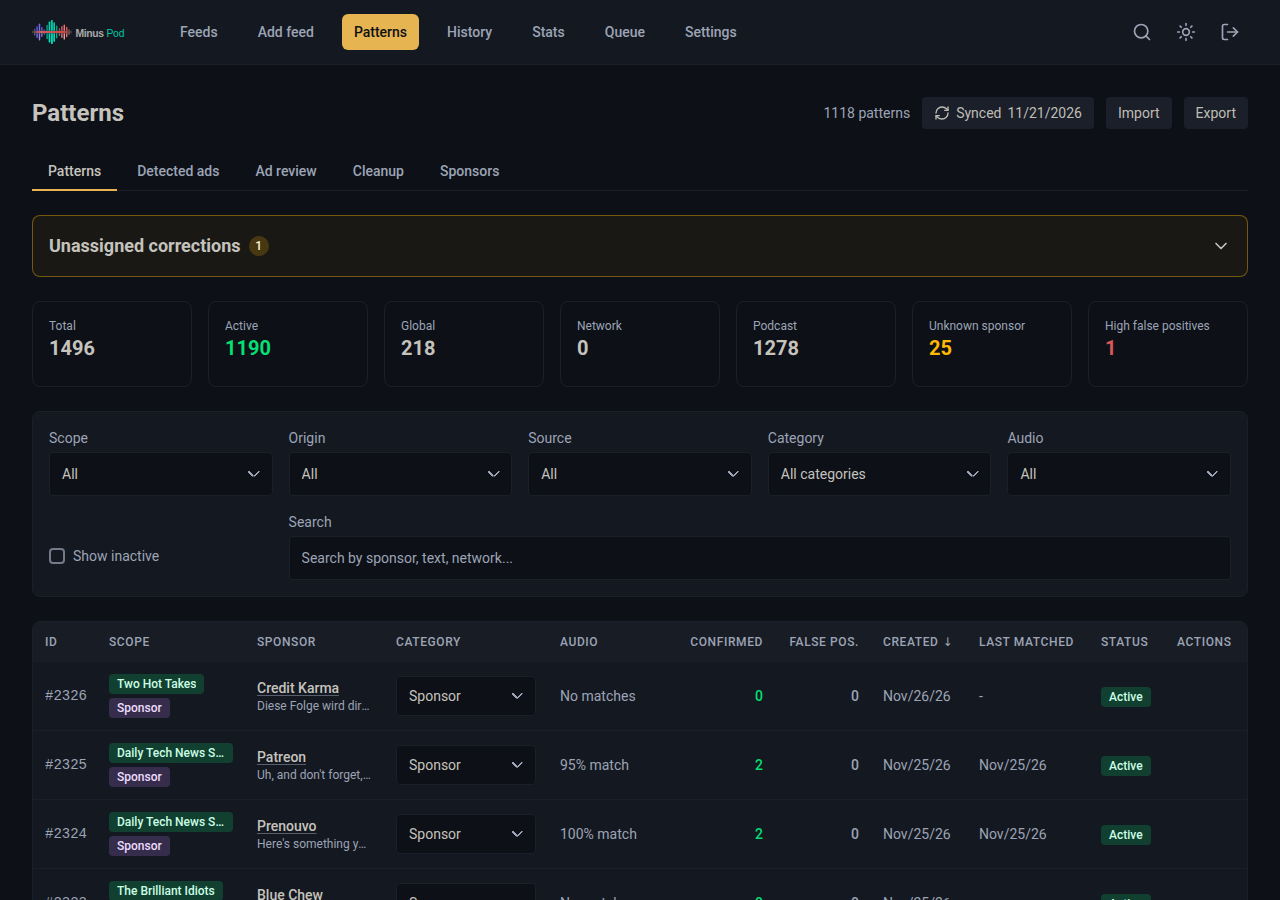 Minus Pod Feeds Add feed Patterns History Stats Queue Settings
Patterns 1118 patterns Synced 11/21/2026 Import Export
Patterns Detected ads Ad review Cleanup Sponsors
Unassigned corrections 1
Total Active Global Network Podcast Unknown sponsor High false positives
1496 1190 218 0 1278 25 1
Scope Origin Source Category Audio
All All All All categories All
Search
Show inactive Search by sponsor, text, network...
ID SCOPE SPONSOR CATEGORY AUDIO CONFIRMED FALSE POS. CREATED ↓ LAST MATCHED STATUS ACTIONS
#2326 Two Hot Takes Sponsor Credit Karma Diese Folge wird dir... Sponsor No matches 0 0 Nov/26/26 - Active
#2325 Daily Tech News S... Sponsor Patreon Uh, and don't forget,... Sponsor 95% match 2 0 Nov/25/26 Nov/25/26 Active
#2324 Daily Tech News S... Sponsor Prenouvo Here's something y... Sponsor 100% match 2 0 Nov/25/26 Nov/25/26 Active
The Brilliant Idiots Blue Chew